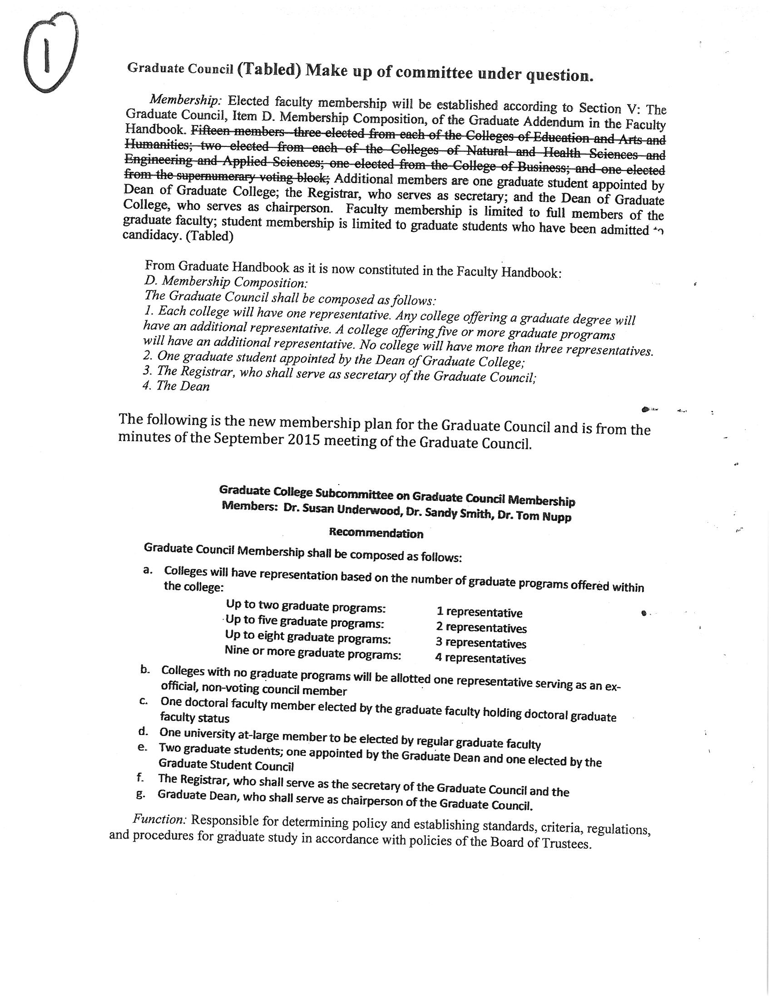 1
Graduate Council (Tabled) Make up of committee under question.
Membership: Elected faculty membership will be established according to Section V: The
Graduate Council, Item D. Membership Composition, of the Graduate Addendum in the Faculty
Handbook. Fifteen members--three elected from each of the Colleges of Education and Arts and
Humanities; two elected from each of the Colleges of Natural and Health Sciences and
Engineering and Applied Sciences; one elected from the College of Business; and one elected
from the supernumerary voting block; Additional members are one graduate student appointed by
Dean of Graduate College; the Registrar, who serves as secretary; and the Dean of Graduate
College, who serves as chairperson. Faculty membership is limited to full members of the
graduate faculty; student membership is limited to graduate students who have been admitted to
candidacy. (Tabled)
From Graduate Handbook as it is now constituted in the Faculty Handbook:
D. Membership Composition:
The Graduate Council shall be composed as follows:
1. Each college will have one representative. Any college offering a graduate degree will
have an additional representative. A college offering five or more graduate programs
will have an additional representative. No college will have more than three representatives.
2. One graduate student appointed by the Dean of Graduate College;
3. The Registrar, who shall serve as secretary of the Graduate Council;
4. The Dean
The following is the new membership plan for the Graduate Council and is from the
minutes of the September 2015 meeting of the Graduate Council.
Graduate College Subcommittee on Graduate Council Membership
Members: Dr. Susan Underwood, Dr. Sandy Smith, Dr. Tom Nupp
Recommendation
Graduate Council Membership shall be composed as follows:
a. Colleges will have representation based on the number of graduate programs offered within
the college:
Up to two graduate programs: 1 representative
Up to five graduate programs: 2 representatives
Up to eight graduate programs: 3 representatives
Nine or more graduate programs: 4 representatives
b. Colleges with no graduate programs will be allotted one representative serving as an ex-
official, non-voting council member
c. One doctoral faculty member elected by the graduate faculty holding doctoral graduate
faculty status
d. One university at-large member to be elected by regular graduate faculty
e. Two graduate students; one appointed by the Graduate Dean and one elected by the
Graduate Student Council
f. The Registrar, who shall serve as the secretary of the Graduate Council and the
g. Graduate Dean, who shall serve as chairperson of the Graduate Council.
Function: Responsible for determining policy and establishing standards, criteria, regulations,
and procedures for graduate study in accordance with policies of the Board of Trustees.